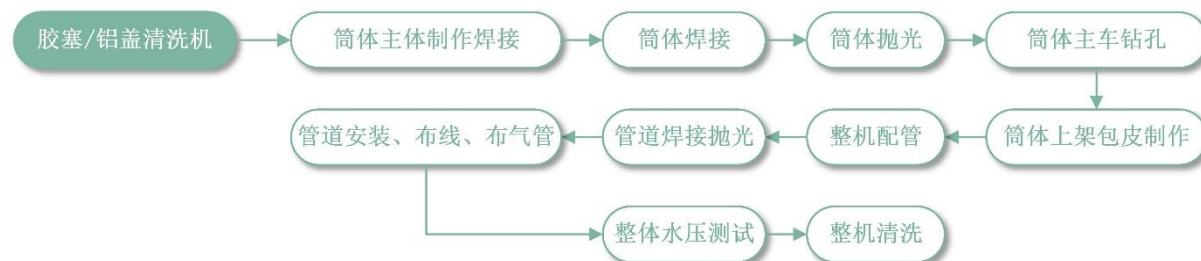 胶塞/铝盖清洗机
筒体主体制作焊接
筒体焊接
筒体抛光
筒体主车钻孔
筒体上架包皮制作
整机配管
管道焊接抛光
管道安装、布线、布气管
整体水压测试
整机清洗